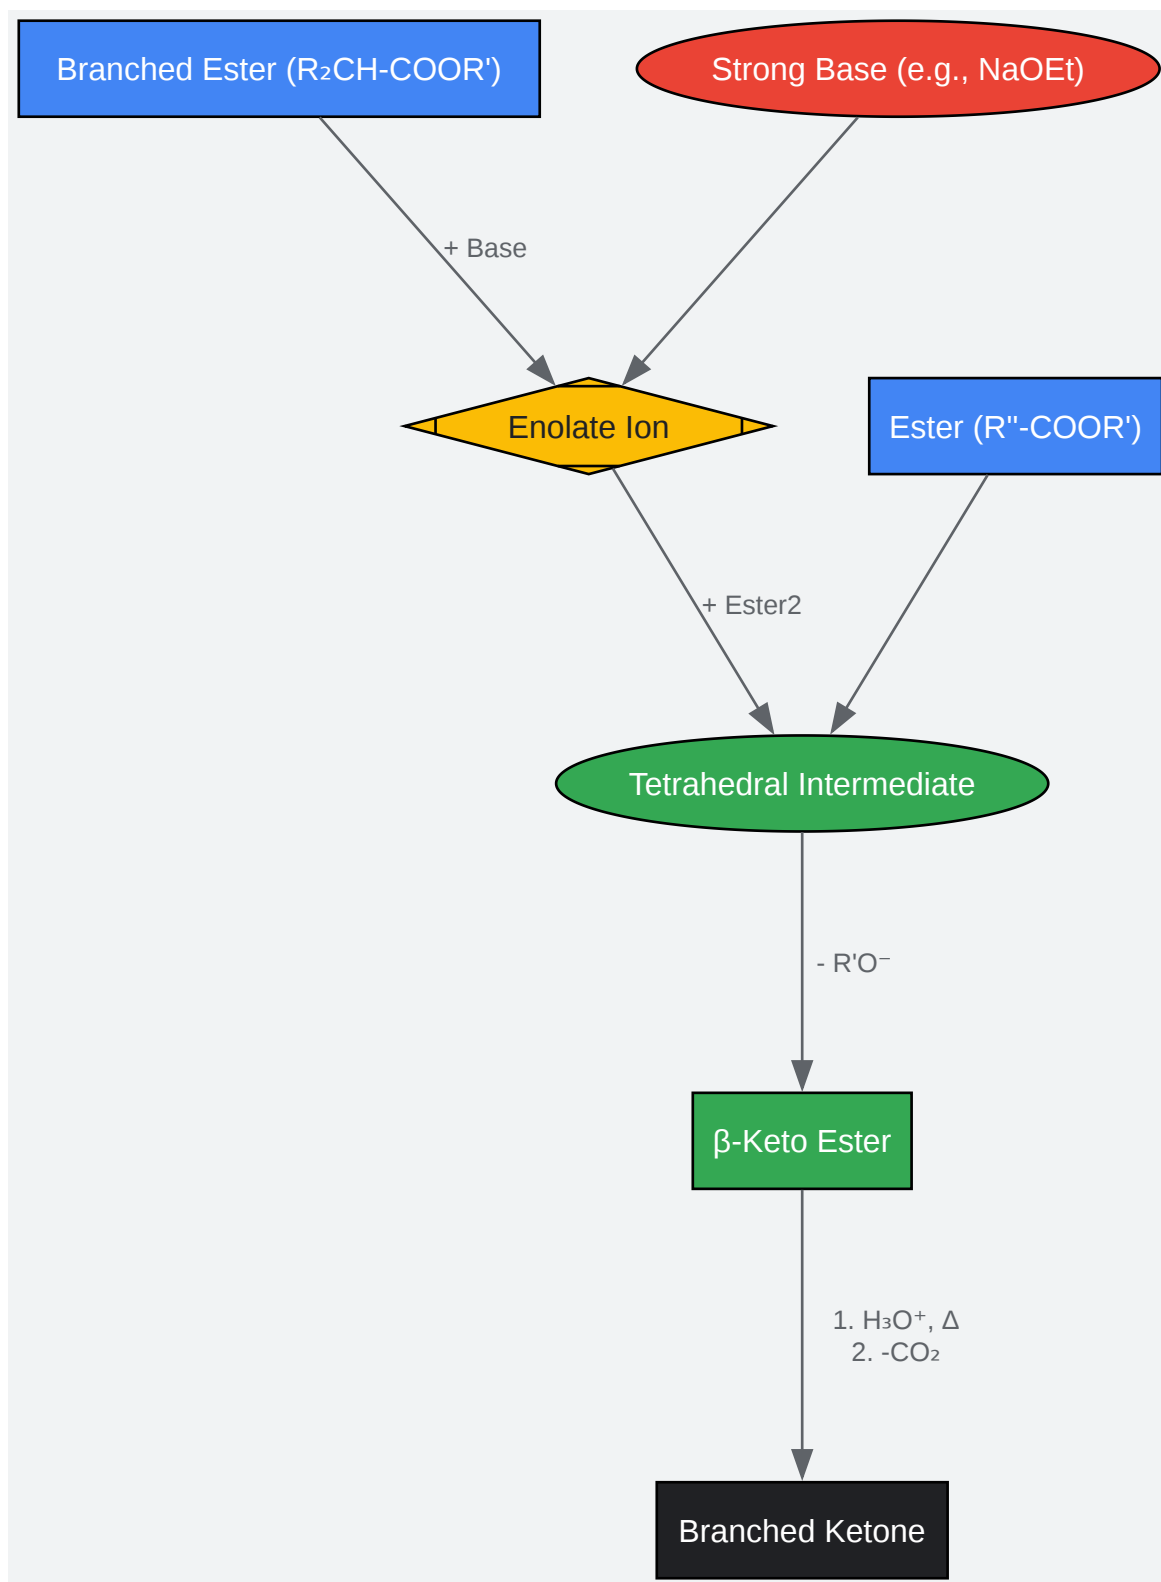 Branched Ester (R₂CH-COOR')
Strong Base (e.g., NaOEt)
+ Base
Enolate Ion
Ester (R"-COOR')
+ Ester2
Tetrahedral Intermediate
- R'O⁻
β-Keto Ester
1. H₃O⁺, Δ
2. -CO₂
Branched Ketone